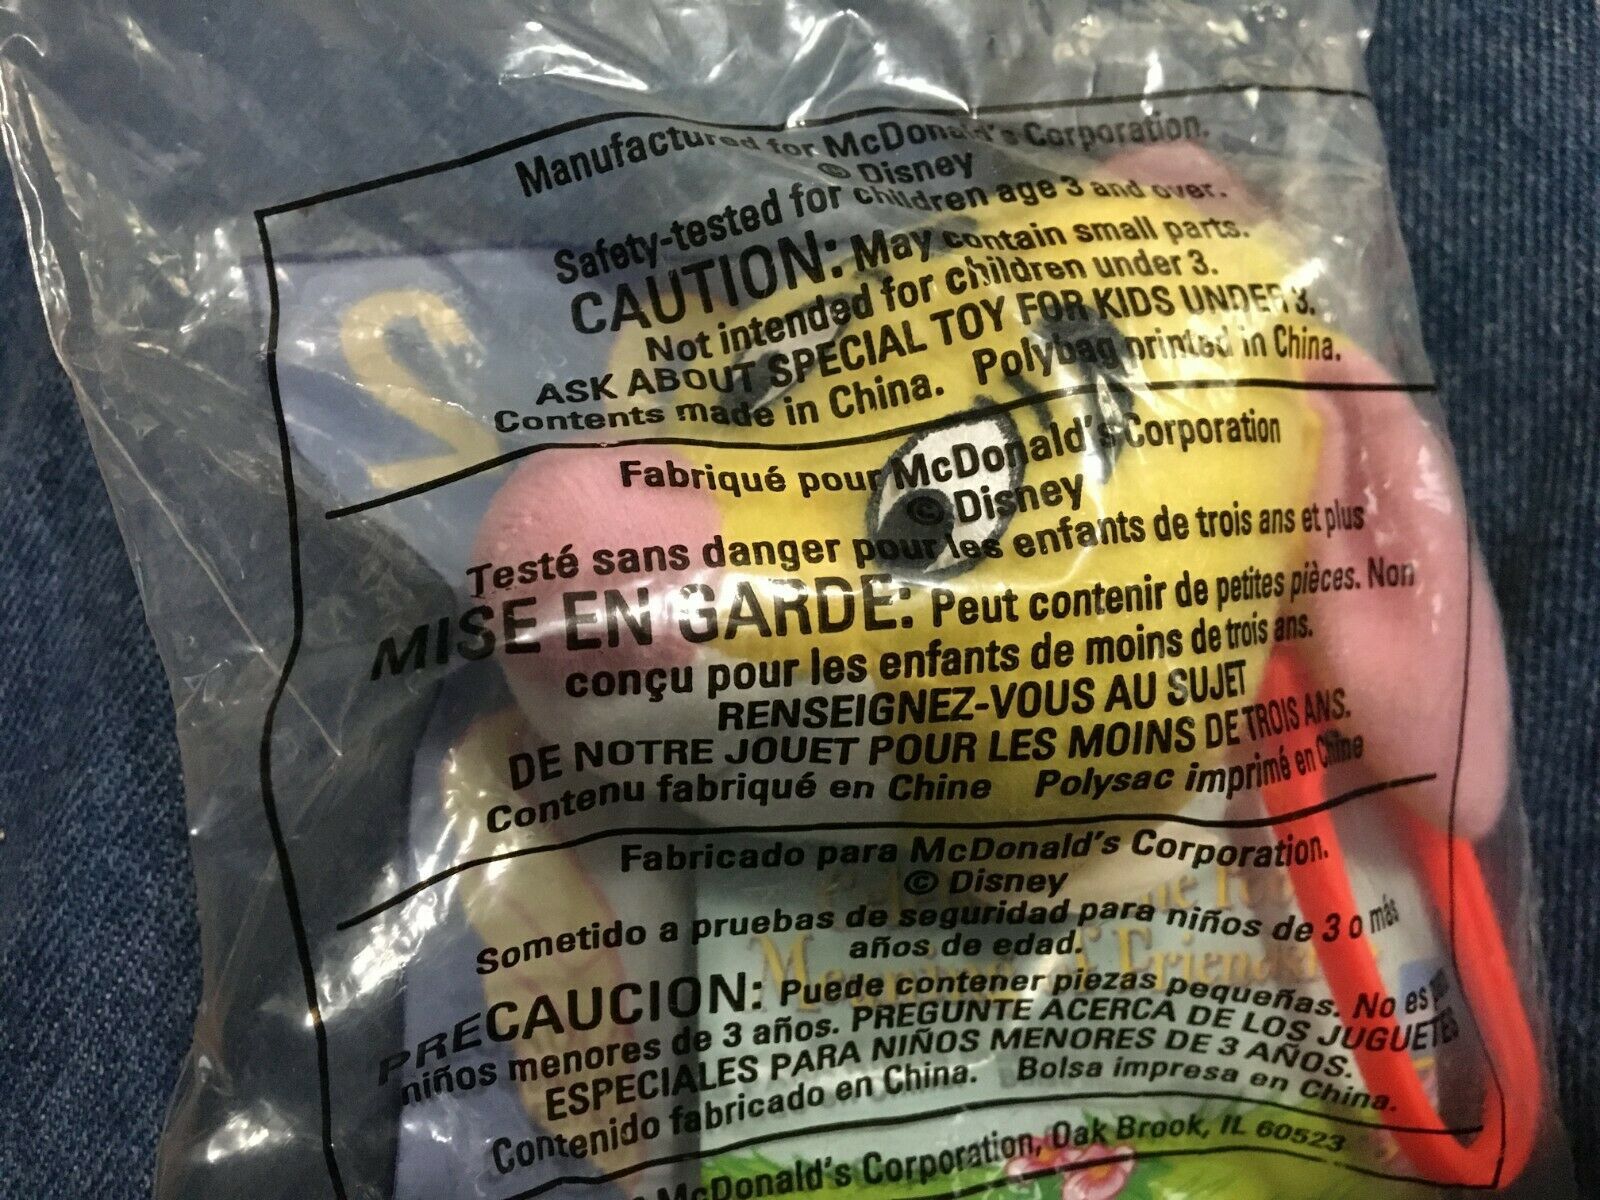 Manufactured for McDonald's Corporation.
© Disney
Safety-tested for children age 3 and over.
CAUTION: May contain small parts.
Not intended for children under 3.
ASK ABOUT SPECIAL TOY FOR KIDS UNDER 3.
Contents made in China. Polybag printed in China.
2
Fabriqué pour McDonald's Corporation
© Disney
Testé sans danger pour les enfants de trois ans et plus
MISE EN GARDE: Peut contenir de petites pièces. Non
conçu pour les enfants de moins de trois ans.
RENSEIGNEZ-VOUS AU SUJET
DE NOTRE JOUET POUR LES MOINS DE TROIS ANS.
Contenu fabriqué en Chine Polysac imprimé en Chine
Fabricado para McDonald's Corporation.
© Disney
Sometido a pruebas de seguridad para niños de 3 o más
años de edad.
PRECAUCION: Puede contener piezas pequeñas. No es
niños menores de 3 años. PREGUNTE ACERCA DE LOS JUGUETES
ESPECIALES PARA NIÑOS MENORES DE 3 AÑOS.
Contenido fabricado en China. Bolsa impresa en China.
McDonald's Corporation, Oak Brook, IL 60523